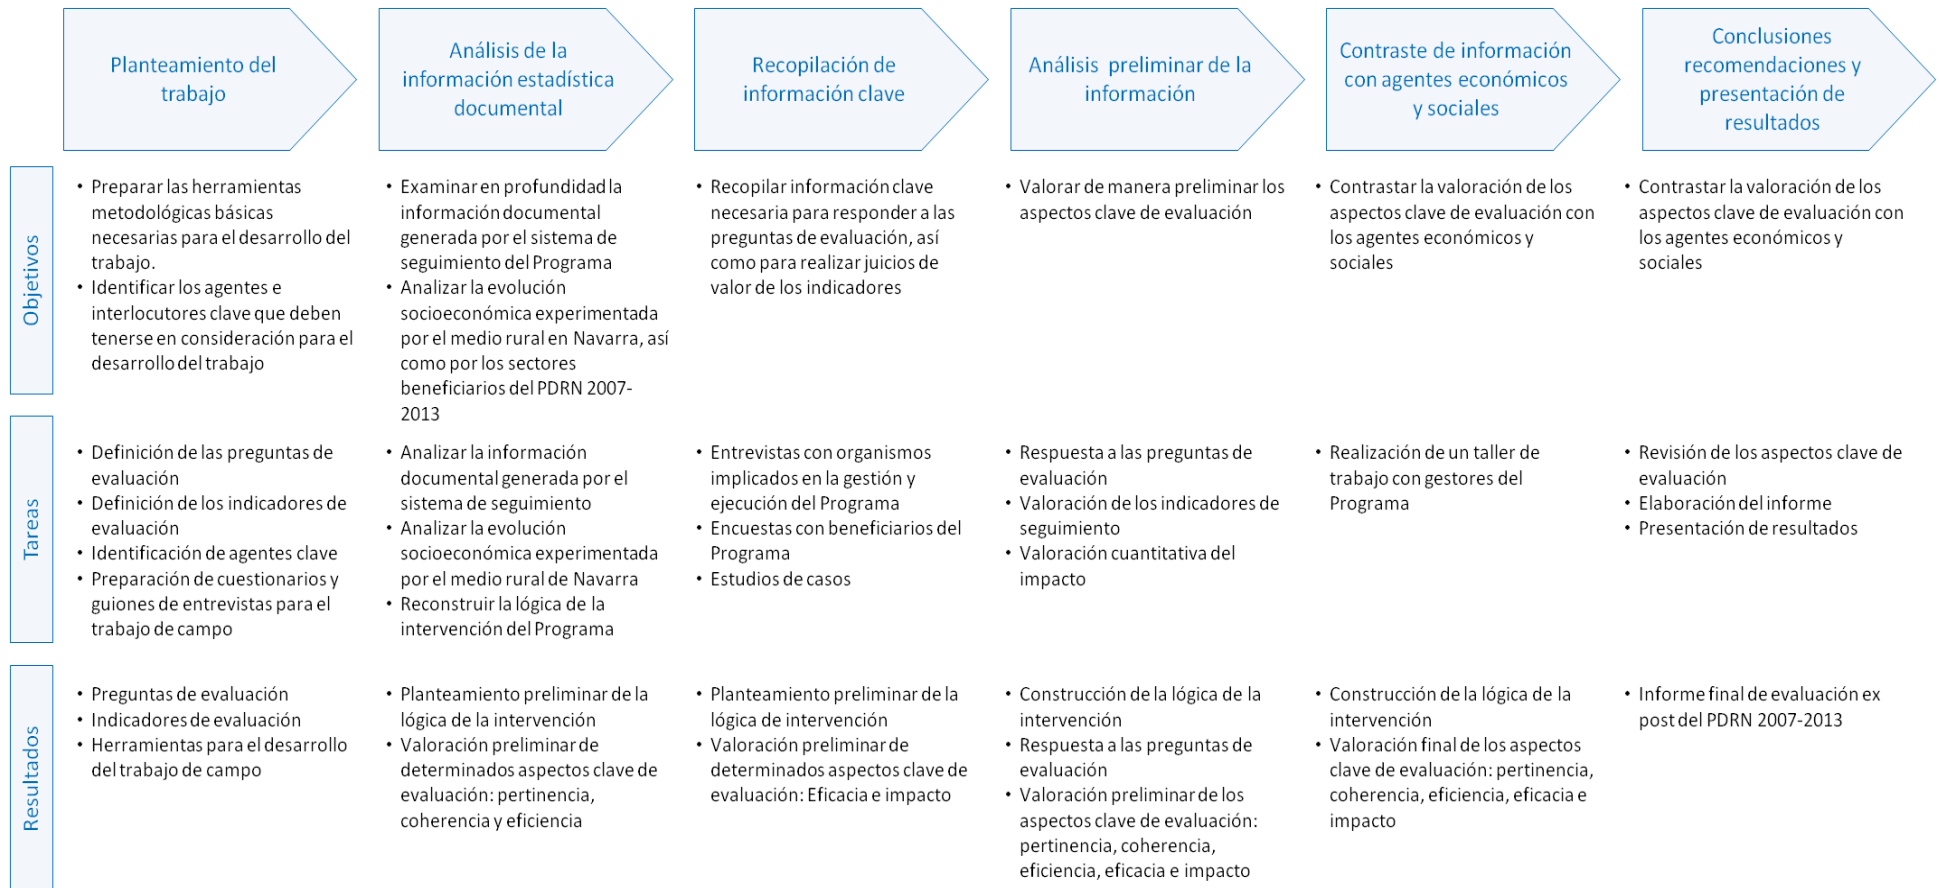 Planteamiento del
trabajo
Análisis de la
información estadística
documental
Recopilación de
información clave
Análisis preliminar de la
información
Contraste de información
con agentes económicos
y sociales
Conclusiones
recomendaciones y
presentación de
resultados
Objetivos
• Preparar las herramientas
metodológicas básicas
necesarias para el desarrollo del
trabajo.
• Identificar los agentes e
interlocutores clave que deben
tenerse en consideración para el
desarrollo del trabajo
• Examinar en profundidad la
información documental
generada por el sistema de
seguimiento del Programa
• Analizar la evolución
socioeconómica experimentada
por el medio rural en Navarra, así
como por los sectores
beneficiarios del PDRN 2007-
2013
• Recopilar información clave
necesaria para responder a las
preguntas de evaluación, así
como para realizar juicios de
valor de los indicadores
• Valorar de manera preliminar los
aspectos clave de evaluación
• Contrastar la valoración de los
aspectos clave de evaluación con
los agentes económicos y
sociales
• Contrastar la valoración de los
aspectos clave de evaluación con
los agentes económicos y
sociales
Tareas
• Definición de las preguntas de
evaluación
• Definición de los indicadores de
evaluación
• Identificación de agentes clave
• Preparación de cuestionarios y
guiones de entrevistas para el
trabajo de campo
• Analizar la información
documental generada por el
sistema de seguimiento
• Analizar la evolución
socioeconómica experimentada
por el medio rural de Navarra
• Reconstruir la lógica de la
intervención del Programa
• Entrevistas con organismos
implicados en la gestión y
ejecución del Programa
• Encuestas con beneficiarios del
Programa
• Estudios de casos
• Respuesta a las preguntas de
evaluación
• Valoración de los indicadores de
seguimiento
• Valoración cuantitativa del
impacto
• Realización de un taller de
trabajo con gestores del
Programa
• Revisión de los aspectos clave de
evaluación
• Elaboración del informe
• Presentación de resultados
Resultados
• Preguntas de evaluación
• Indicadores de evaluación
• Herramientas para el desarrollo
del trabajo de campo
• Planteamiento preliminar de la
lógica de la intervención
• Valoración preliminar de
determinados aspectos clave de
evaluación: pertinencia,
coherencia y eficiencia
• Planteamiento preliminar de la
lógica de intervención
• Valoración preliminar de
determinados aspectos clave de
evaluación: Eficacia e impacto
• Construcción de la lógica de la
intervención
• Respuesta a las preguntas de
evaluación
• Valoración preliminar de los
aspectos clave de evaluación:
pertinencia, coherencia,
eficiencia, eficacia e impacto
• Construcción de la lógica de la
intervención
• Valoración final de los aspectos
clave de evaluación: pertinencia,
coherencia, eficiencia, eficacia e
impacto
• Informe final de evaluación ex
post del PDRN 2007-2013